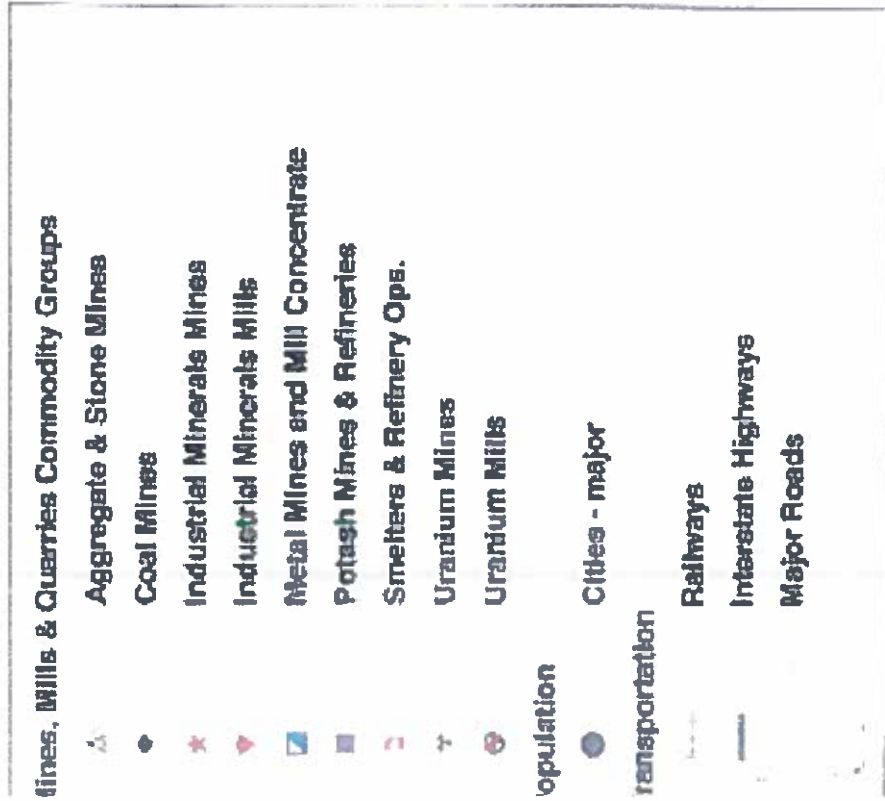 Mines, Mills & Quarries Commodity Groups
Aggregate & Stone Mines
Coal Mines
Industrial Minerals Mines
Industrial Minerals Mills
Metal Mines and Mill Concentrate
Potash Mines & Refineries
Smelters & Refinery Ops.
Uranium Mines
Uranium Mills
opulation
Cities - major
ransportation
Railways
Interstate Highways
Major Roads